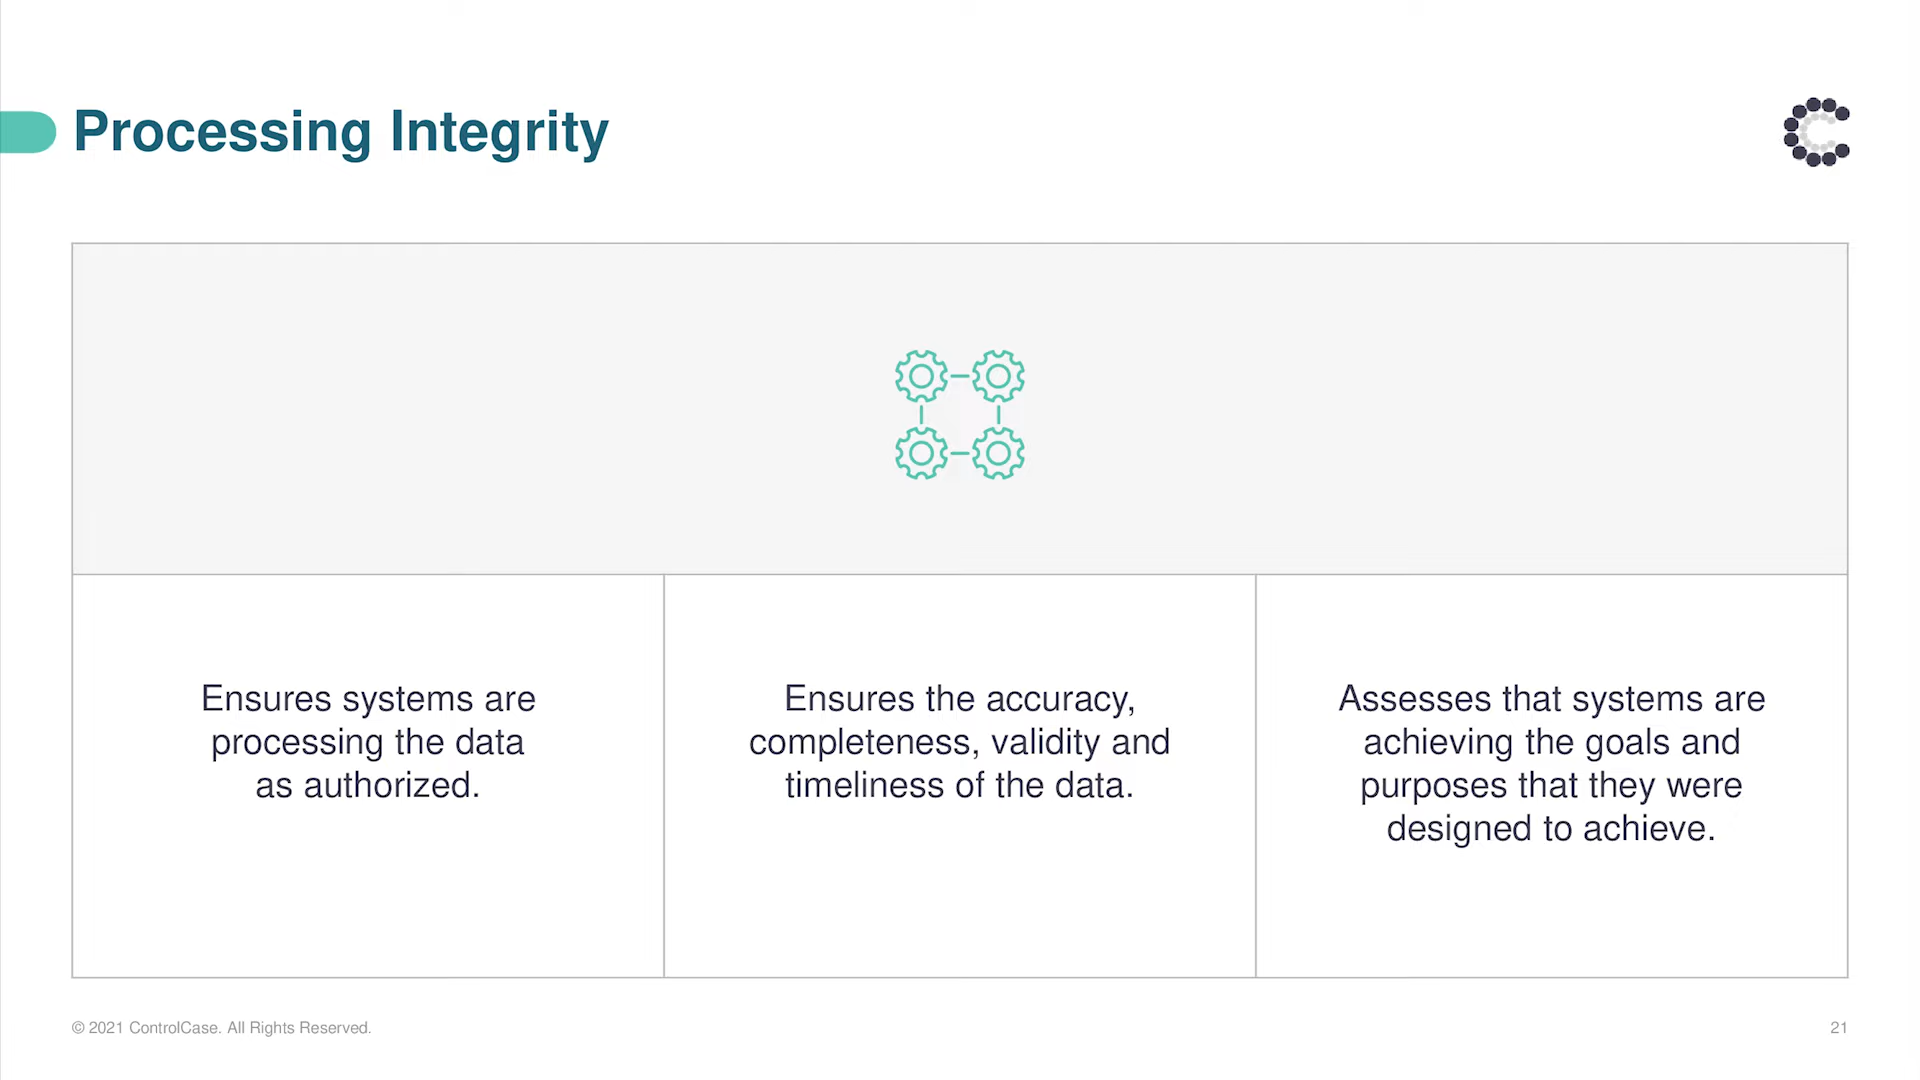 Processing Integrity
Ensures systems are
processing the data
as authorized.
Ensures the accuracy,
completeness, validity and
timeliness of the data.
Assesses that systems are
achieving the goals and
purposes that they were
designed to achieve.
© 2021 ControlCase. All Rights Reserved.
21